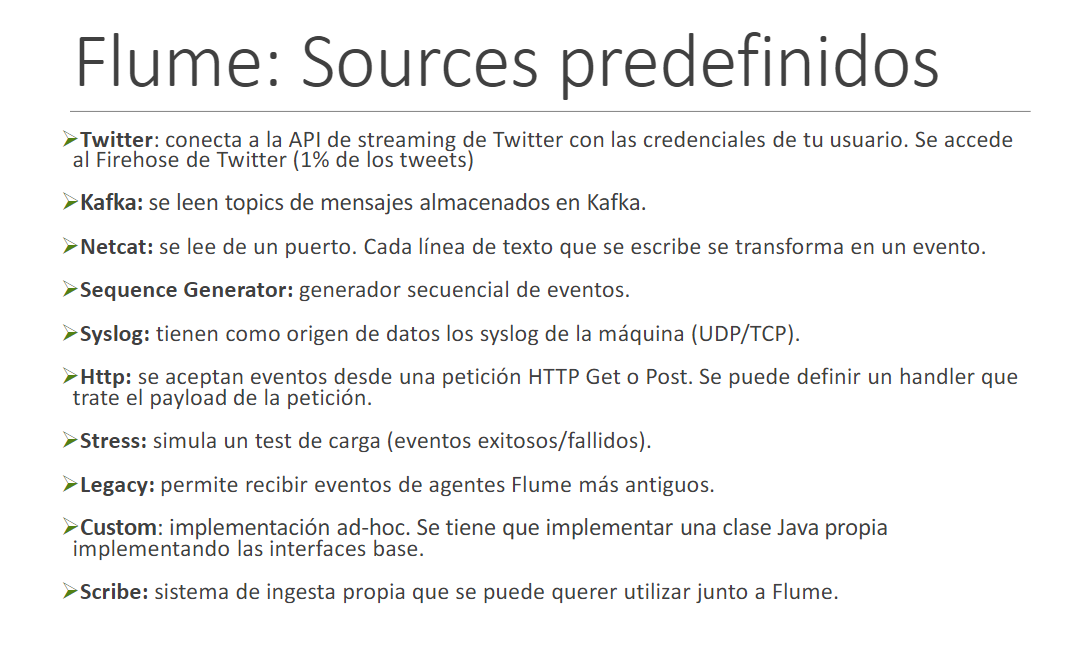 Flume: Sources predefinidos
➢Twitter: conecta a la API de streaming de Twitter con las credenciales de tu usuario. Se accede
al Firehose de Twitter (1% de los tweets)
➢Kafka: se leen topics de mensajes almacenados en Kafka.
➢Netcat: se lee de un puerto. Cada línea de texto que se escribe se transforma en un evento.
➢Sequence Generator: generador secuencial de eventos.
➢Syslog: tienen como origen de datos los syslog de la máquina (UDP/TCP).
➢Http: se aceptan eventos desde una petición HTTP Get o Post. Se puede definir un handler que
trate el payload de la petición.
➢Stress: simula un test de carga (eventos exitosos/fallidos).
➢Legacy: permite recibir eventos de agentes Flume más antiguos.
➢Custom: implementación ad-hoc. Se tiene que implementar una clase Java propia
implementando las interfaces base.
➢Scribe: sistema de ingesta propia que se puede querer utilizar junto a Flume.